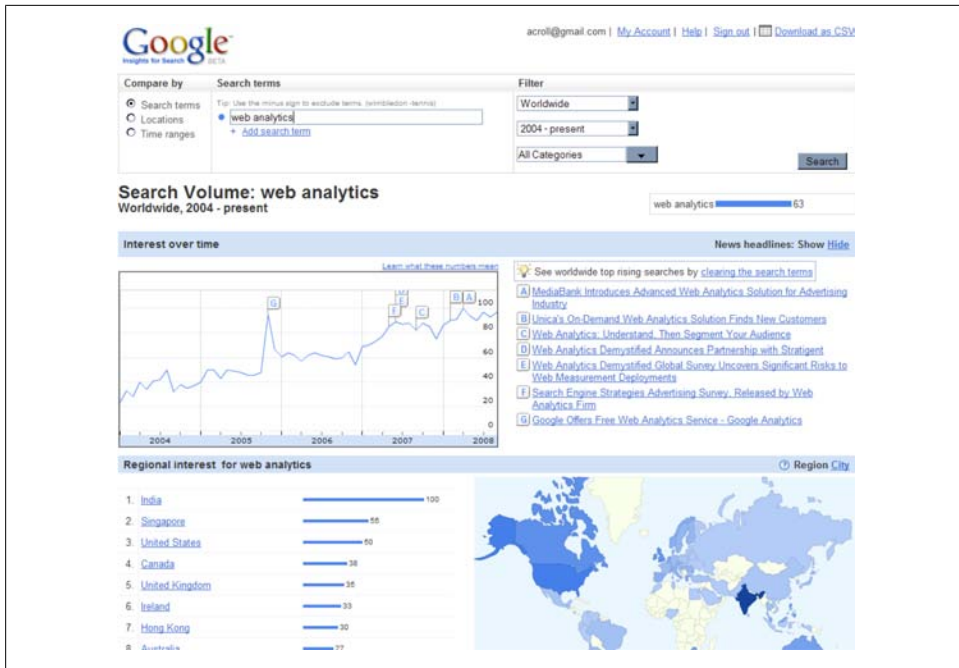 Google
Insights for Search BETA
acroll@gmail.com | My Account | Help | Sign out | Download as CSV
Compare by
Search terms
Locations
Time ranges
Search terms
Tip: Use the minus sign to exclude terms. (wimbledon -tennis)
web analytics
+ Add search term
Filter
Worldwide
2004 - present
All Categories
Search
Search Volume: web analytics
Worldwide, 2004 - present
web analytics 63
Interest over time
News headlines: Show Hide
Learn what these numbers mean
G
D
E
F
C
B A
100
80
60
40
20
0
2004 2005 2006 2007 2008
See worldwide top rising searches by clearing the search terms
A MediaBank Introduces Advanced Web Analytics Solution for Advertising
Industry
B Unica's On-Demand Web Analytics Solution Finds New Customers
C Web Analytics: Understand, Then Segment Your Audience
D Web Analytics Demystified Announces Partnership with Stratigent
E Web Analytics Demystified Global Survey Uncovers Significant Risks to
Web Measurement Deployments
F Search Engine Strategies Advertising Survey, Released by Web
Analytics Firm
G Google Offers Free Web Analytics Service - Google Analytics
Regional interest for web analytics
Region City
1. India 100
2. Singapore 55
3. United States 50
4. Canada 38
5. United Kingdom 35
6. Ireland 33
7. Hong Kong 30
8. Australia 27